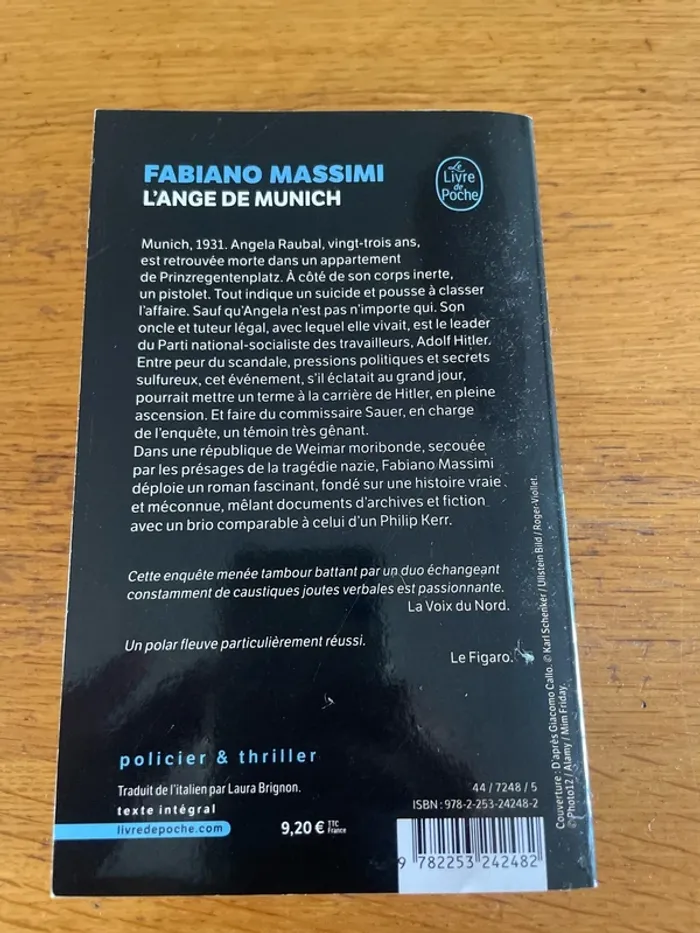 FABIANO MASSIMI
L'ANGE DE MUNICH
Le
Livre
de
Poche
Munich, 1931. Angela Raubal, vingt-trois ans,
est retrouvée morte dans un appartement
de Prinzregentenplatz. À côté de son corps inerte,
un pistolet. Tout indique un suicide et pousse à classer
l'affaire. Sauf qu'Angela n'est pas n'importe qui. Son
oncle et tuteur légal, avec lequel elle vivait, est le leader
du Parti national-socialiste des travailleurs, Adolf Hitler.
Entre peur du scandale, pressions politiques et secrets
sulfureux, cet événement, s'il éclatait au grand jour,
pourrait mettre un terme à la carrière de Hitler, en pleine
ascension. Et faire du commissaire Sauer, en charge
de l'enquête, un témoin très gênant.
Dans une république de Weimar moribonde, secouée
par les présages de la tragédie nazie, Fabiano Massimi
déploie un roman fascinant, fondé sur une histoire vraie
et méconnue, mêlant documents d'archives et fiction
avec un brio comparable à celui d'un Philip Kerr.
Cette enquête menée tambour battant par un duo échangeant
constamment de caustiques joutes verbales est passionnante.
La Voix du Nord.
Un polar fleuve particulièrement réussi.
Le Figaro.
policier & thriller
Traduit de l'italien par Laura Brignon.
texte intégral
livredepoche.com
9,20 € TTC
France
44 / 7248 / 5
ISBN : 978-2-253-24248-2
9 782253 242482
Couverture : D'après Giacomo Callo. © Karl Schenker / Ullstein Bild / Roger-Viollet.
© Photo12 / Alamy / Mim Friday.